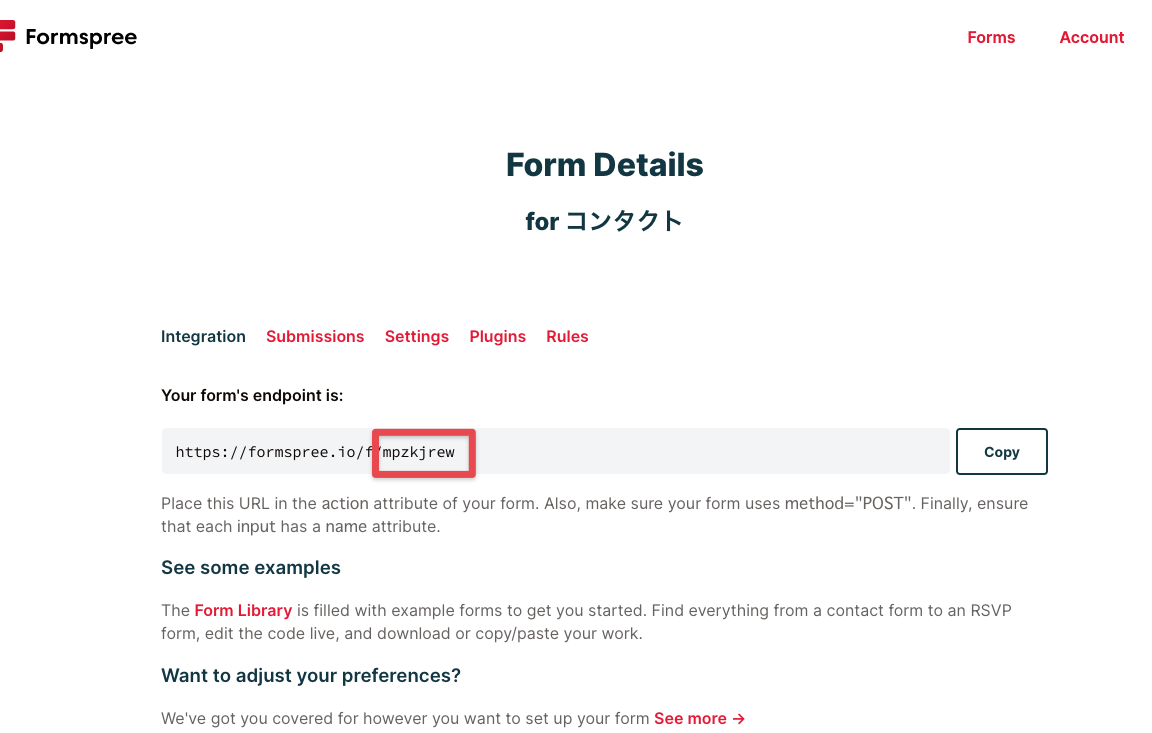 Formspree
Forms
Account
Form Details
for コンタクト
Integration
Submissions
Settings
Plugins
Rules
Your form's endpoint is:
https://formspree.io/f/mpzkjrew
Copy
Place this URL in the action attribute of your form. Also, make sure your form uses method="POST". Finally, ensure
that each input has a name attribute.
See some examples
The Form Library is filled with example forms to get you started. Find everything from a contact form to an RSVP
form, edit the code live, and download or copy/paste your work.
Want to adjust your preferences?
We've got you covered for however you want to set up your form See more →